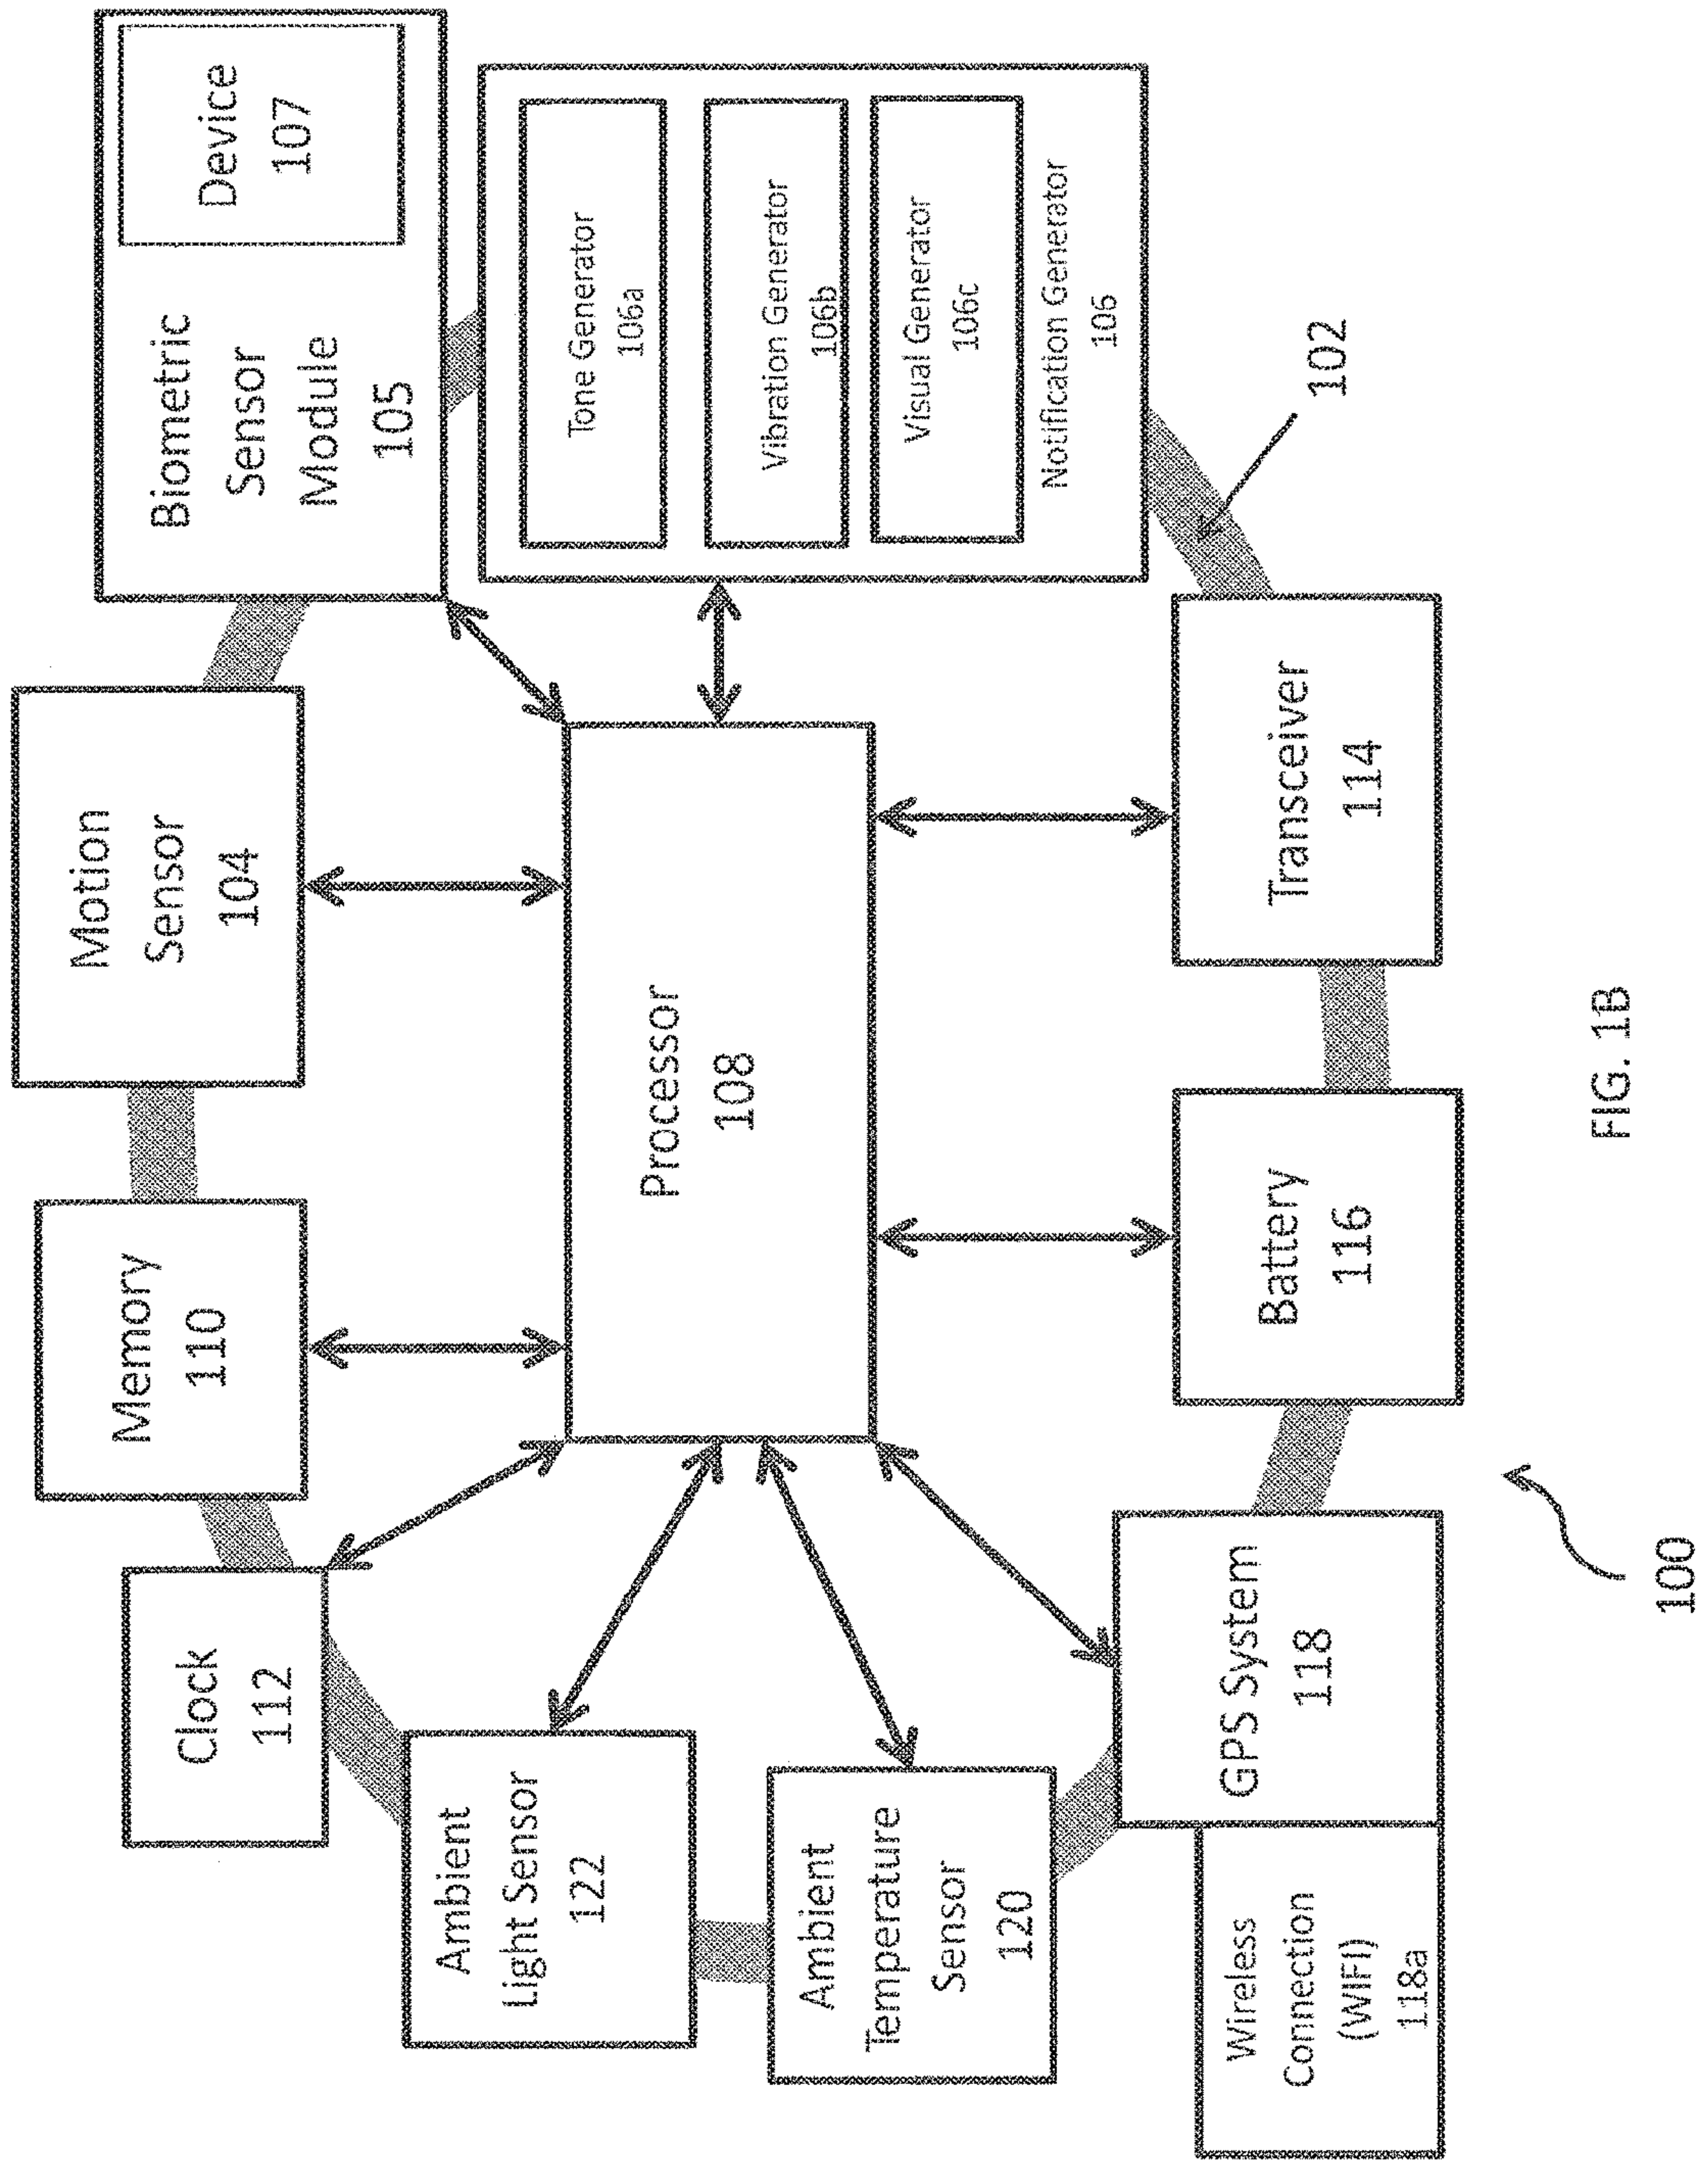 Clock
112
Memory
110
Motion
Sensor
104
Biometric
Sensor
Module
105
Device
107
Ambient
Light Sensor
122
Ambient
Temperature
Sensor
120
Processor
108
Tone Generator
106a
Vibration Generator
106b
Visual Generator
106c
Notification Generator
106
Wireless
Connection
(WIFI)
118a
GPS System
118
Battery
116
Transceiver
114
102
100
FIG. 1B